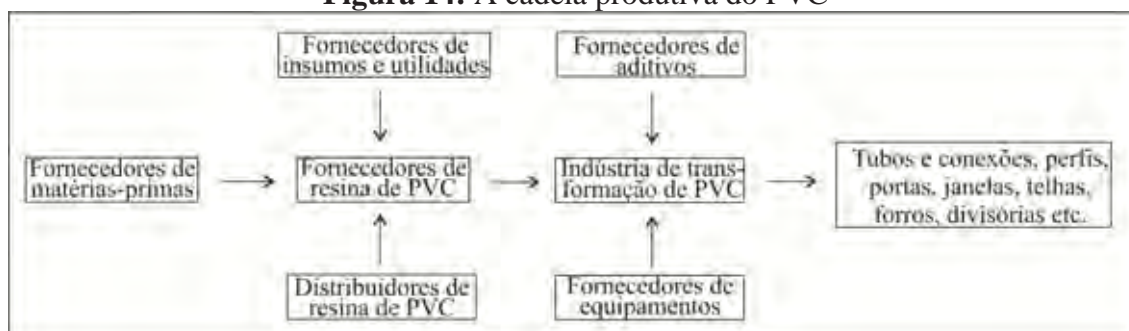 Figura 14: A cadeia produtiva do PVC
Fornecedores de
insumos e utilidades
Fornecedores de
aditivos
Fornecedores de
matérias-primas
Fornecedores de
resina de PVC
Indústria de trans-
formação de PVC
Tubos e conexões, perfis,
portas, janelas, telhas,
forros, divisórias etc.
Distribuidores de
resina de PVC
Fornecedores de
equipamentos